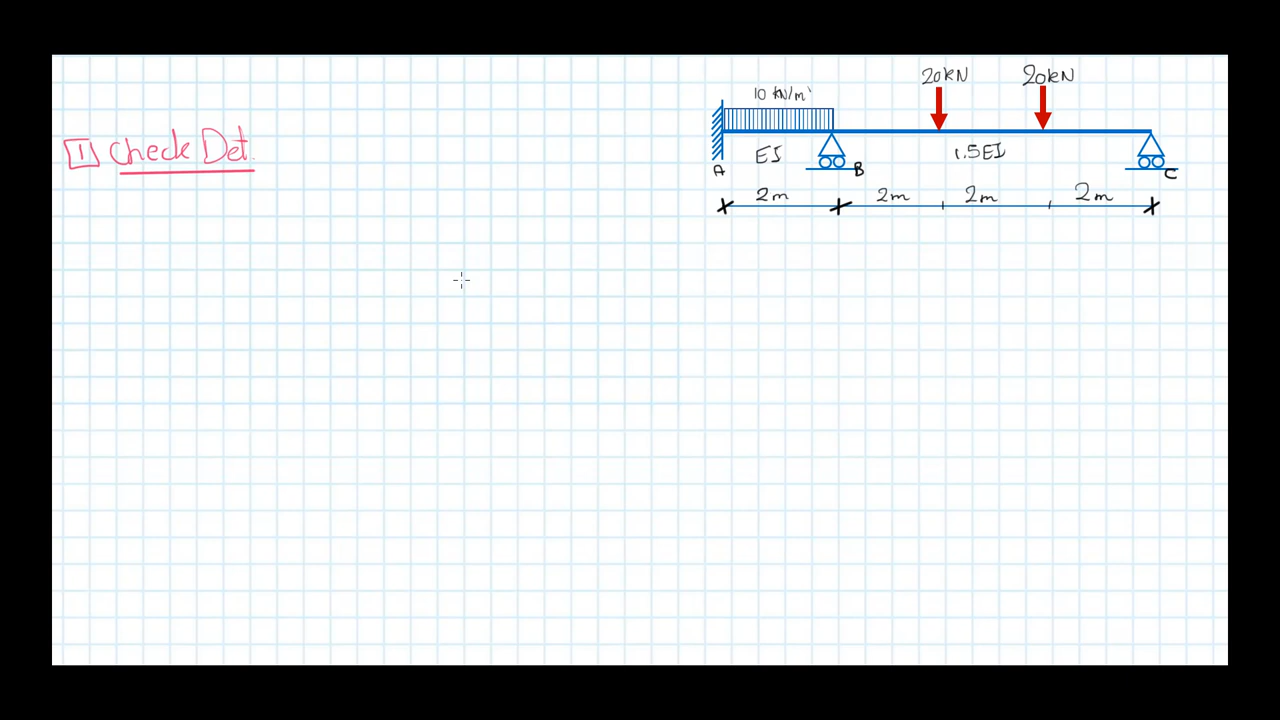 20kN 20kN
10 kN/m'
1 Check Det.
EI 1.5EI
A B C
2m 2m 2m 2m